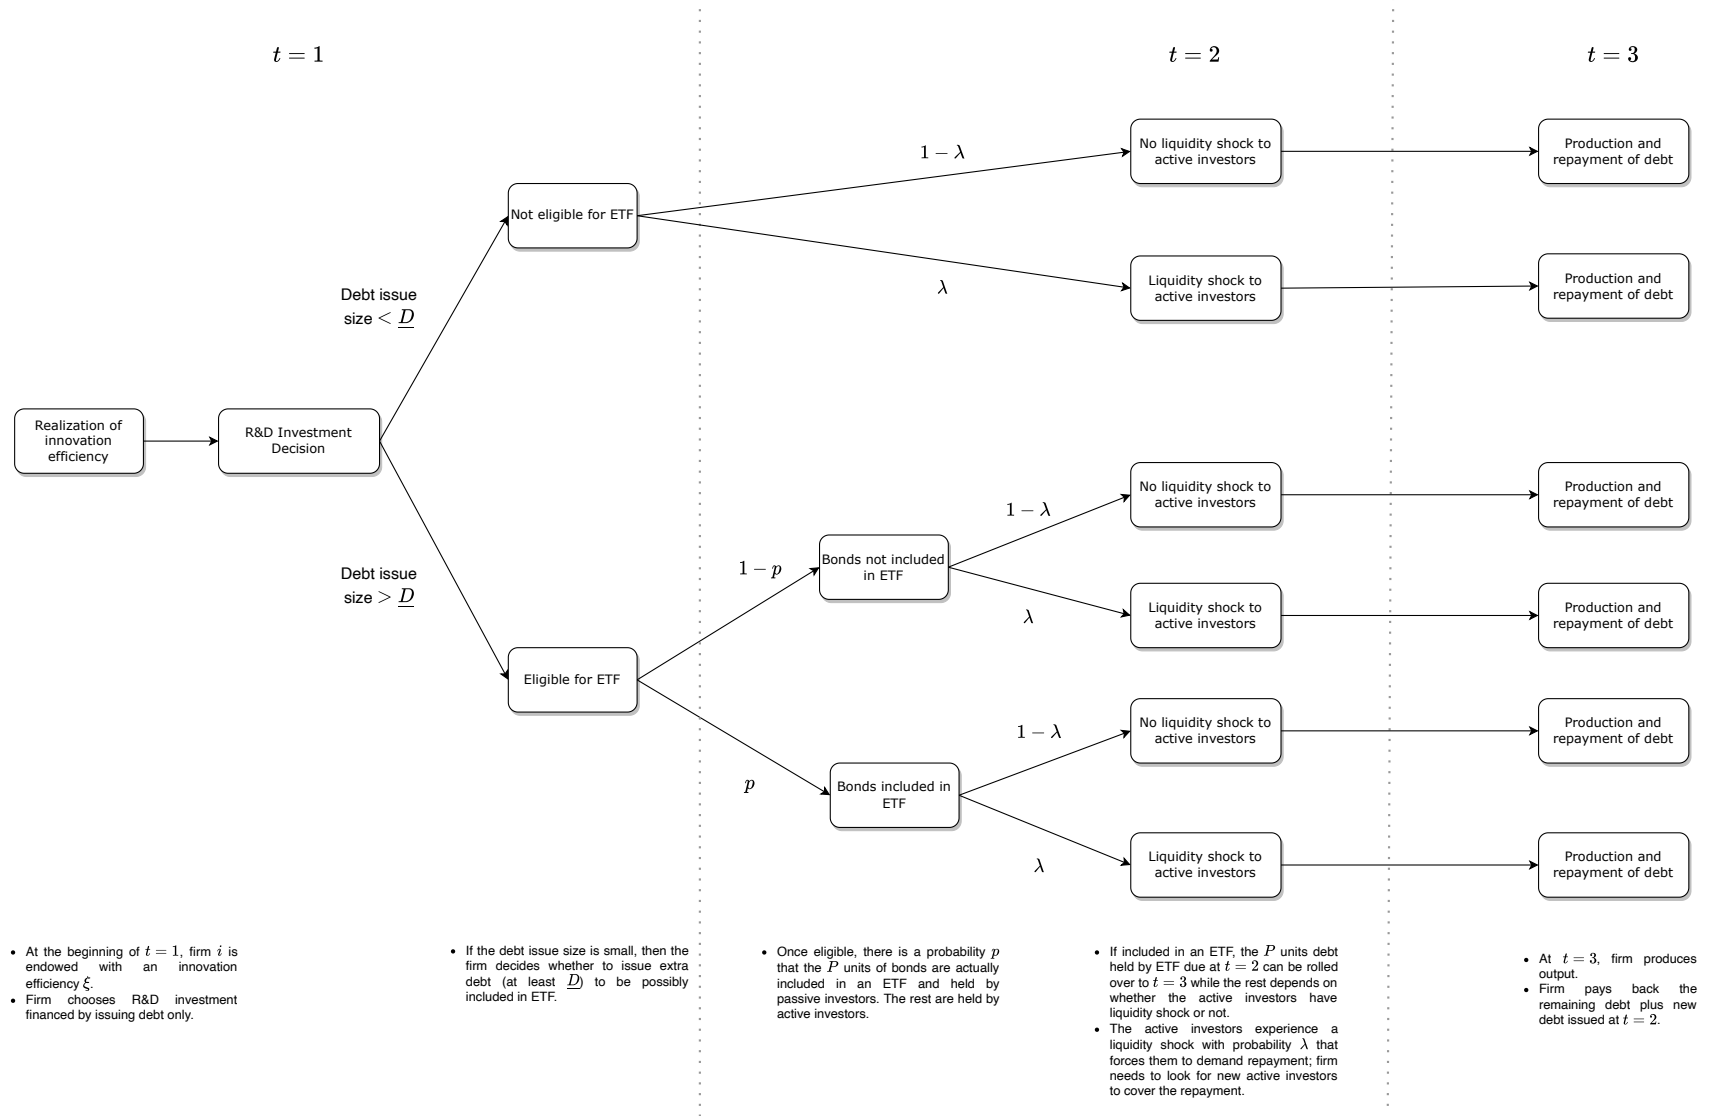 t = 1
t = 2
t = 3
No liquidity shock to
active investors
Production and
repayment of debt
1 − λ
Not eligible for ETF
λ
Liquidity shock to
active investors
Production and
repayment of debt
Debt issue
size < D
Realization of
innovation
efficiency
R&D Investment
Decision
No liquidity shock to
active investors
Production and
repayment of debt
1 − λ
Bonds not included
in ETF
1 − p
λ
Liquidity shock to
active investors
Production and
repayment of debt
Debt issue
size > D
Eligible for ETF
No liquidity shock to
active investors
Production and
repayment of debt
1 − λ
p
Bonds included in
ETF
λ
Liquidity shock to
active investors
Production and
repayment of debt
• At the beginning of t = 1, firm i is
endowed with an innovation
efficiency ξ.
• Firm chooses R&D investment
financed by issuing debt only.
• If the debt issue size is small, then the
firm decides whether to issue extra
debt (at least D) to be possibly
included in ETF.
• Once eligible, there is a probability p
that the P units of bonds are actually
included in an ETF and held by
passive investors. The rest are held by
active investors.
• If included in an ETF, the P units debt
held by ETF due at t = 2 can be rolled
over to t = 3 while the rest depends on
whether the active investors have
liquidity shock or not.
• The active investors experience a
liquidity shock with probability λ that
forces them to demand repayment; firm
needs to look for new active investors
to cover the repayment.
• At t = 3, firm produces
output.
• Firm pays back the
remaining debt plus new
debt issued at t = 2.